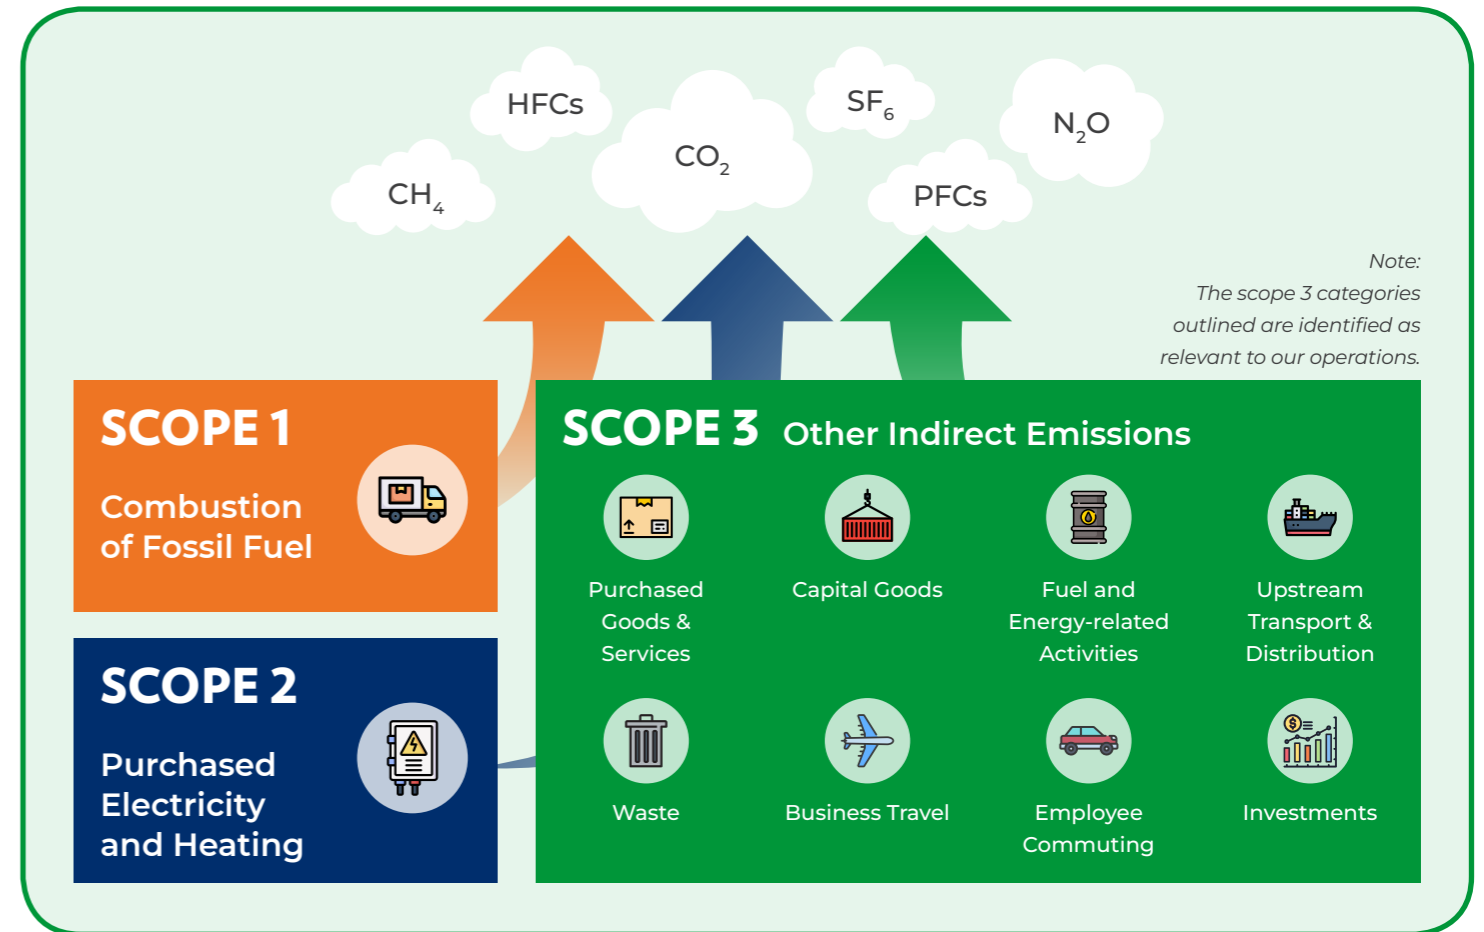 HFCs
SF₆
CO₂
N₂O
CH₄
PFCs
Note:
The scope 3 categories
outlined are identified as
relevant to our operations.
SCOPE 1
Combustion
of Fossil Fuel
SCOPE 2
Purchased
Electricity
and Heating
SCOPE 3 Other Indirect Emissions
Purchased
Goods &
Services
Capital Goods
Fuel and
Energy-related
Activities
Upstream
Transport &
Distribution
Waste
Business Travel
Employee
Commuting
Investments